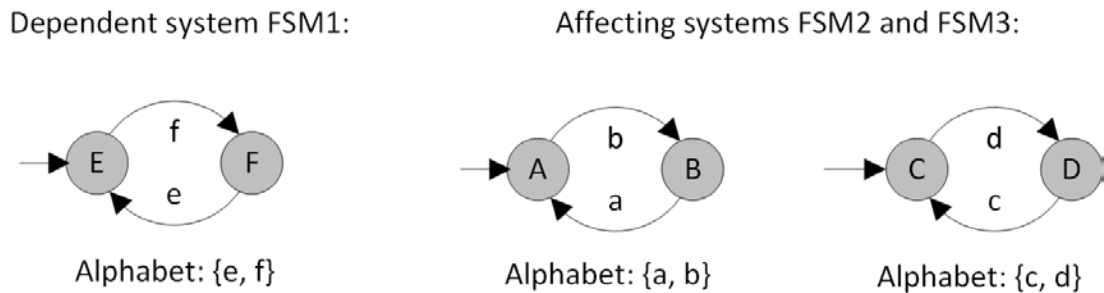 Dependent system FSM1:
Affecting systems FSM2 and FSM3:
E
f
e
F
A
b
a
B
C
d
c
D
Alphabet: {e, f}
Alphabet: {a, b}
Alphabet: {c, d}